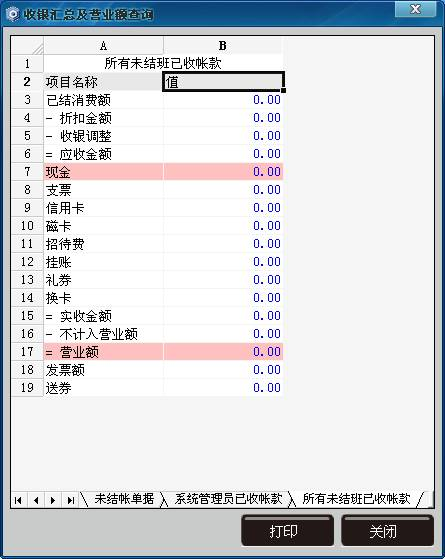 收银汇总及营业额查询
A B
1 所有未结班已收帐款
2 项目名称 值
3 已结消费额 0.00
4 - 折扣金额 0.00
5 - 收银调整 0.00
6 = 应收金额 0.00
7 现金 0.00
8 支票 0.00
9 信用卡 0.00
10 磁卡 0.00
11 招待费 0.00
12 挂账 0.00
13 礼券 0.00
14 换卡 0.00
15 = 实收金额 0.00
16 - 不计入营业额 0.00
17 = 营业额 0.00
18 发票额 0.00
19 送券 0.00
未结帐单据 系统管理员已收帐款 所有未结班已收帐款
打印 关闭